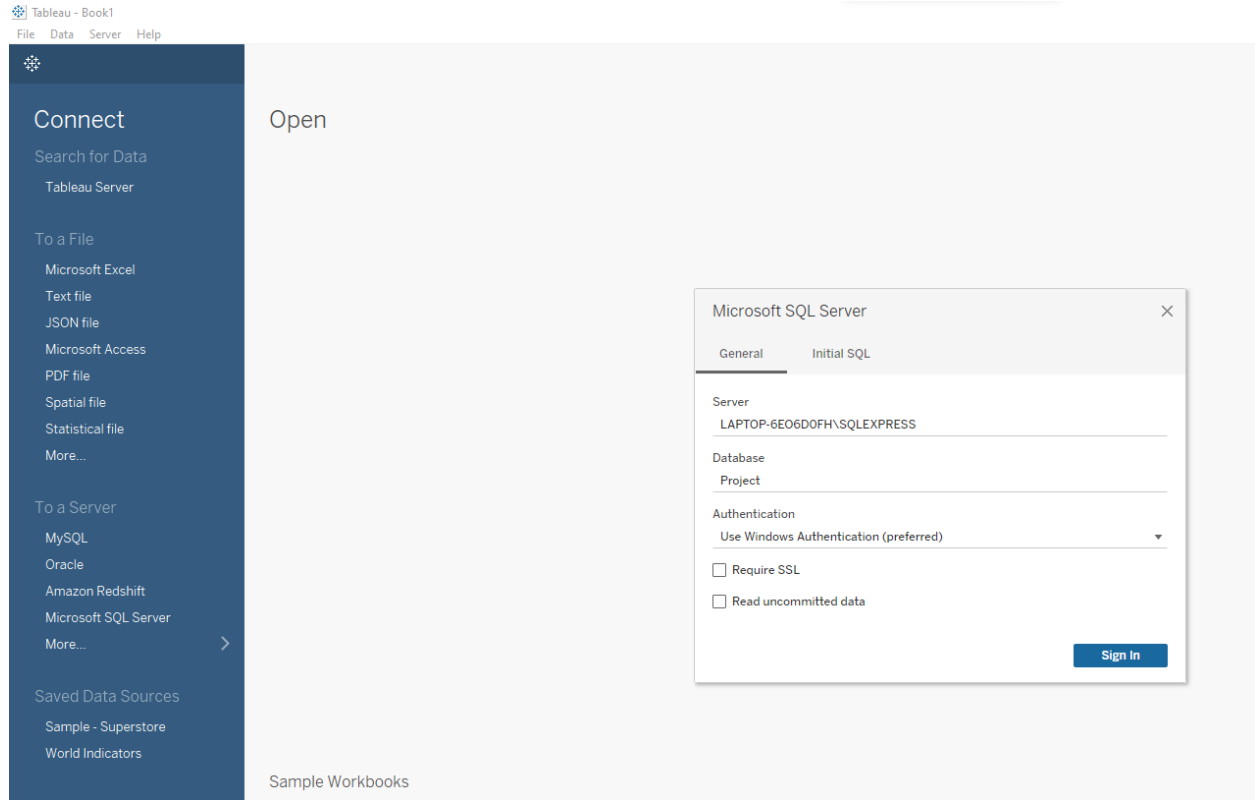 Tableau - Book1
File Data Server Help
Connect
Search for Data
Tableau Server
To a File
Microsoft Excel
Text file
JSON file
Microsoft Access
PDF file
Spatial file
Statistical file
More...
To a Server
MySQL
Oracle
Amazon Redshift
Microsoft SQL Server
More...
Saved Data Sources
Sample - Superstore
World Indicators
Open
Microsoft SQL Server
General Initial SQL
Server
LAPTOP-6EO6D0FH\SQLEXPRESS
Database
Project
Authentication
Use Windows Authentication (preferred)
Require SSL
Read uncommitted data
Sign In
Sample Workbooks